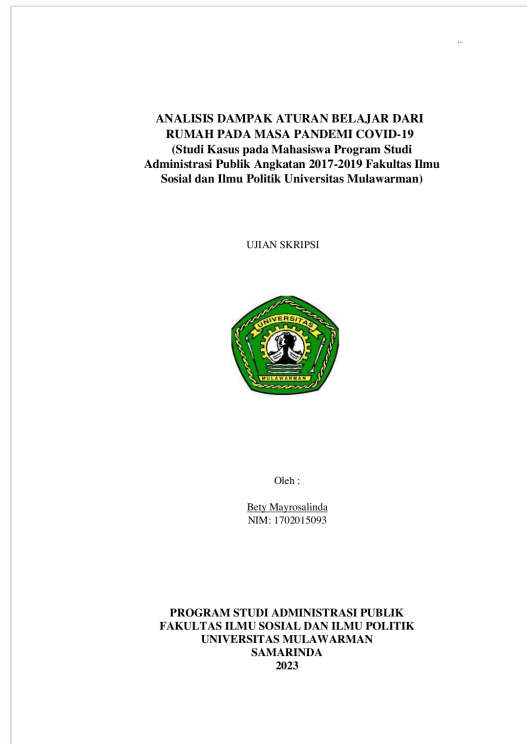 ..
ANALISIS DAMPAK ATURAN BELAJAR DARI
RUMAH PADA MASA PANDEMI COVID-19
(Studi Kasus pada Mahasiswa Program Studi
Administrasi Publik Angkatan 2017-2019 Fakultas Ilmu
Sosial dan Ilmu Politik Universitas Mulawarman)
UJIAN SKRIPSI
UNIVERSITAS
MULAWARMAN
Oleh :
Bety Mayrosalinda
NIM: 1702015093
PROGRAM STUDI ADMINISTRASI PUBLIK
FAKULTAS ILMU SOSIAL DAN ILMU POLITIK
UNIVERSITAS MULAWARMAN
SAMARINDA
2023